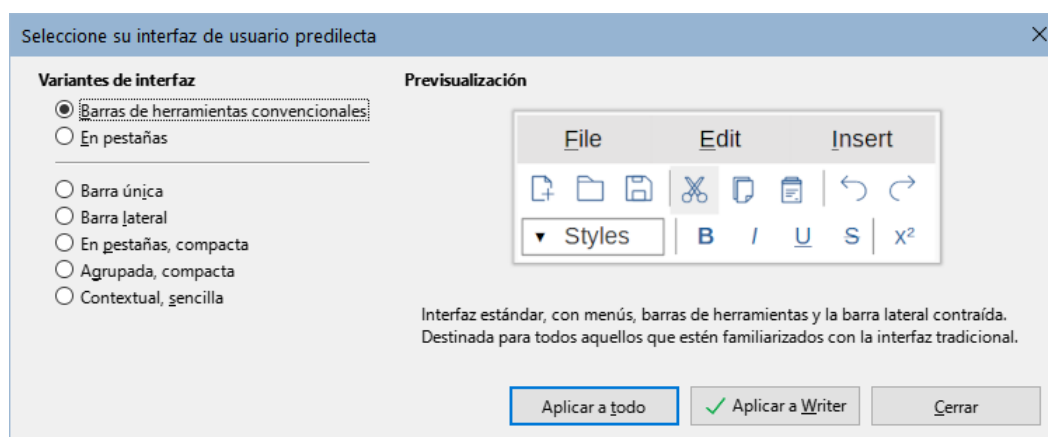 Seleccione su interfaz de usuario predilecta
Variantes de interfaz
Barras de herramientas convencionales
En pestañas
Barra única
Barra lateral
En pestañas, compacta
Agrupada, compacta
Contextual, sencilla
Previsualización
File Edit Insert
Styles B I U S X²
Interfaz estándar, con menús, barras de herramientas y la barra lateral contraída.
Destinada para todos aquellos que estén familiarizados con la interfaz tradicional.
Aplicar a todo Aplicar a Writer Cerrar